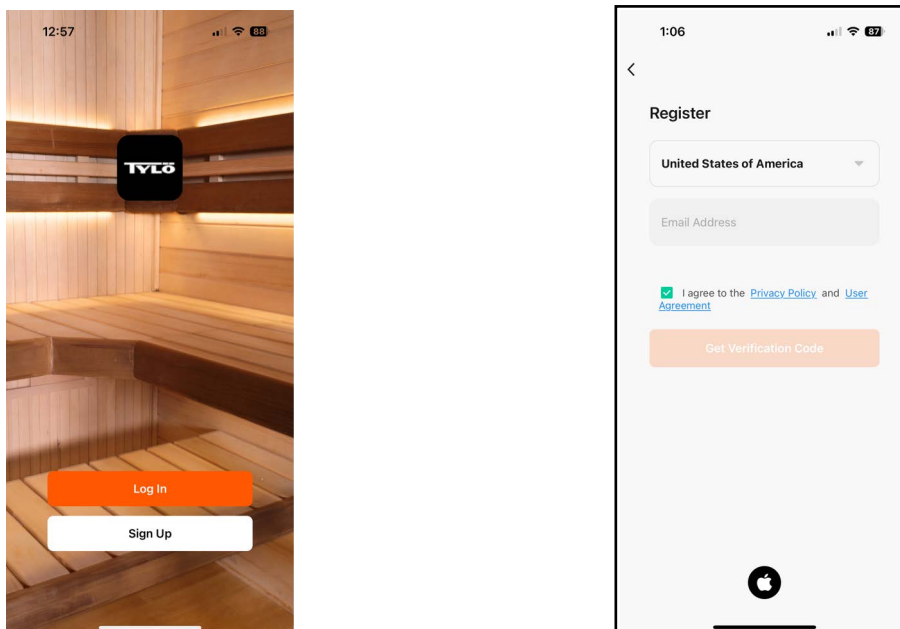 12:57
88
TYLÖ
Log In
Sign Up
1:06
87
Register
United States of America
Email Address
I agree to the Privacy Policy and User
Agreement
Get Verification Code